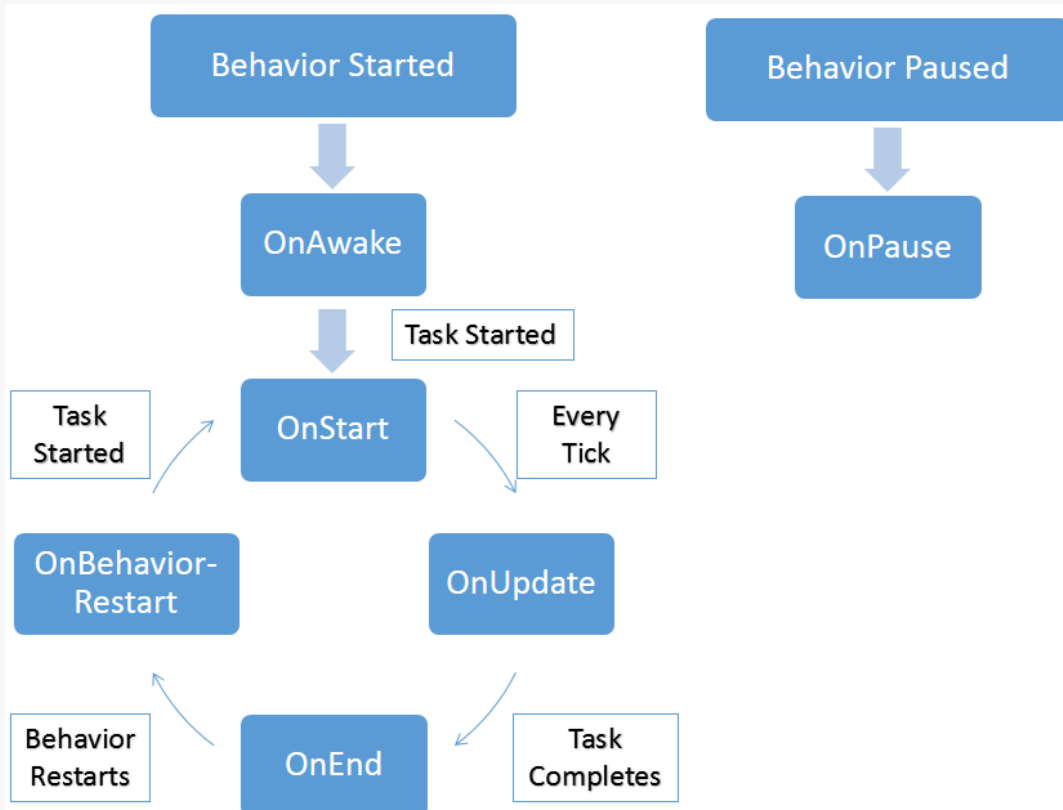 Behavior Started
Behavior Paused
OnAwake
OnPause
Task Started
Task
Started
OnStart
Every
Tick
OnBehavior-
Restart
OnUpdate
Behavior
Restarts
OnEnd
Task
Completes